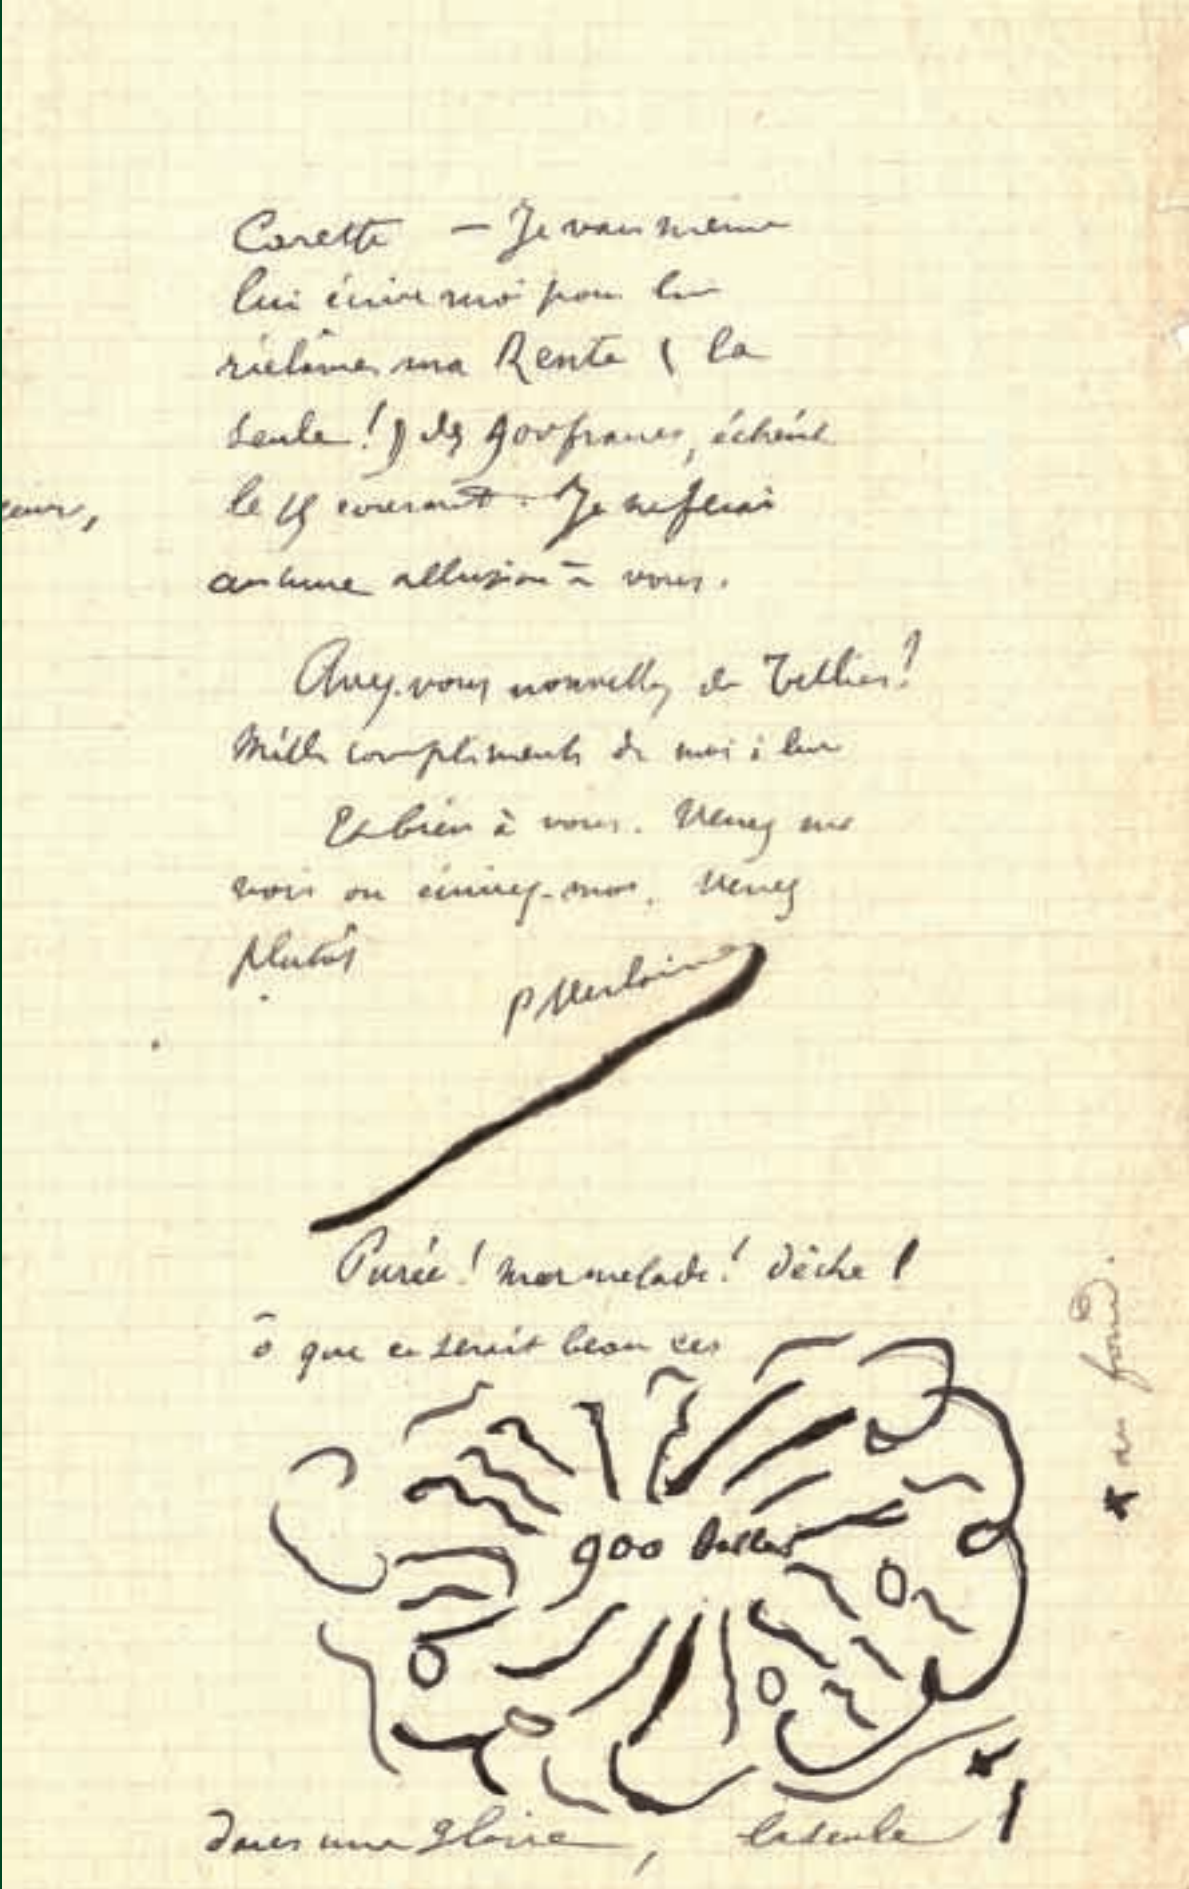 Carette — Je vais même
lui écrire moi pour lui
réclamer ma Rente ( la
seule ! ) de 900 francs, échéant
le 15 courant. Je ne ferai
aucune allusion à vous.
Avez-vous nouvelles de Tellier ?
Mille compliments de moi à lui
Et bien à vous. Venez me
voir ou écrivez-moi. Venez
plutôt
P Verlaine
Purée ! marmelade ! dèche !
ô que ce serait beau ces
900 balles
dans une gloire, la seule * !
* au fond.